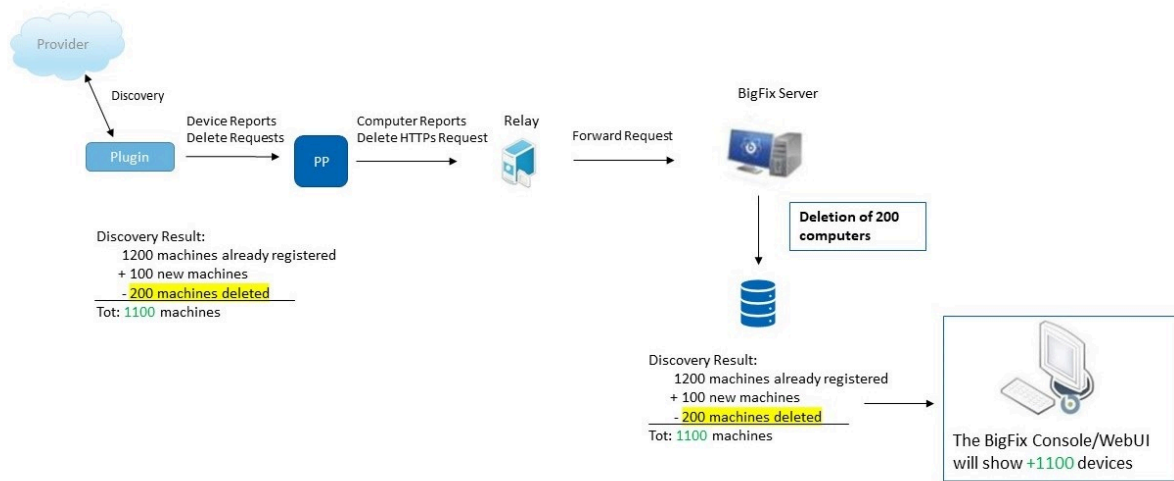 Provider
Discovery
Plugin
Device Reports
Delete Requests
PP
Computer Reports
Delete HTTPs Request
Relay
Forward Request
BigFix Server
Deletion of 200
computers
Discovery Result:
1200 machines already registered
+ 100 new machines
- 200 machines deleted
Tot: 1100 machines
Discovery Result:
1200 machines already registered
+ 100 new machines
- 200 machines deleted
Tot: 1100 machines
The BigFix Console/WebUI
will show +1100 devices